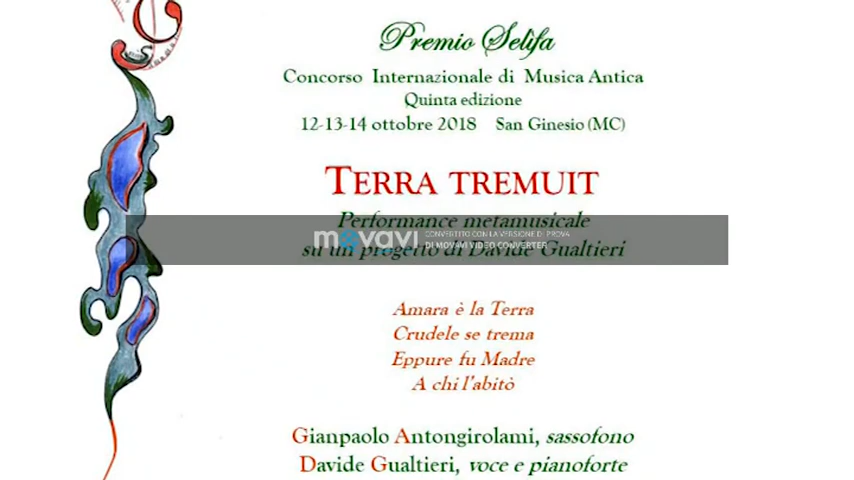 Premio Selifa
Concorso Internazionale di Musica Antica
Quinta edizione
12-13-14 ottobre 2018 San Ginesio (MC)
TERRA TREMUIT
Performance metamusicale
movavi
CONVERTITO CON LA VERSIONE DI PROVA
DI MOVAVI VIDEO CONVERTER
su un progetto di Davide Gualtieri
Amara è la Terra
Crudele se trema
Eppure fu Madre
A chi l'abitò
Gianpaolo Antongirolami, sassofono
Davide Gualtieri, voce e pianoforte